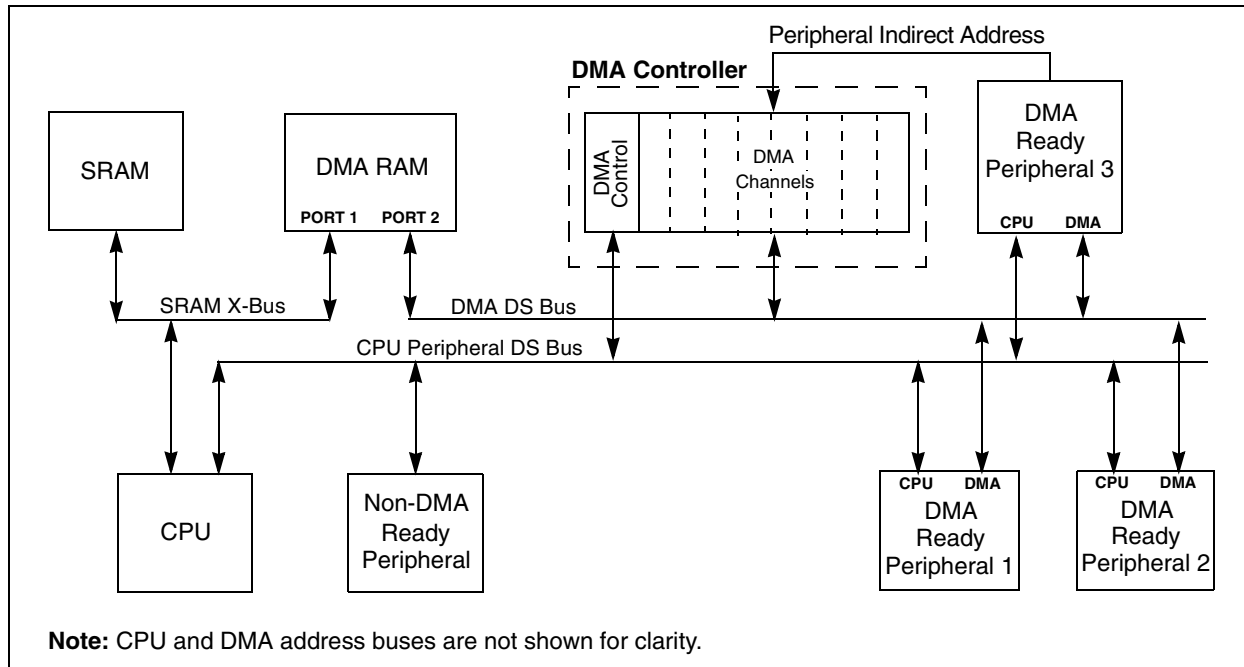 Peripheral Indirect Address
DMA Controller
SRAM
DMA RAM
PORT 1 PORT 2
DMA
Control
DMA
Channels
DMA
Ready
Peripheral 3
CPU DMA
SRAM X-Bus
DMA DS Bus
CPU Peripheral DS Bus
CPU
Non-DMA
Ready
Peripheral
CPU DMA
DMA
Ready
Peripheral 1
CPU DMA
DMA
Ready
Peripheral 2
Note: CPU and DMA address buses are not shown for clarity.